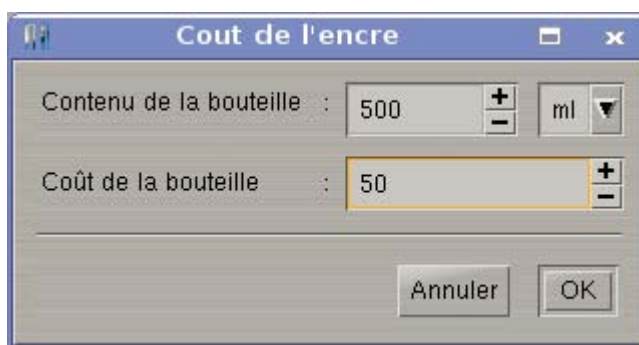 Cout de l'encre
Contenu de la bouteille : 500 ml
Coût de la bouteille : 50
Annuler OK